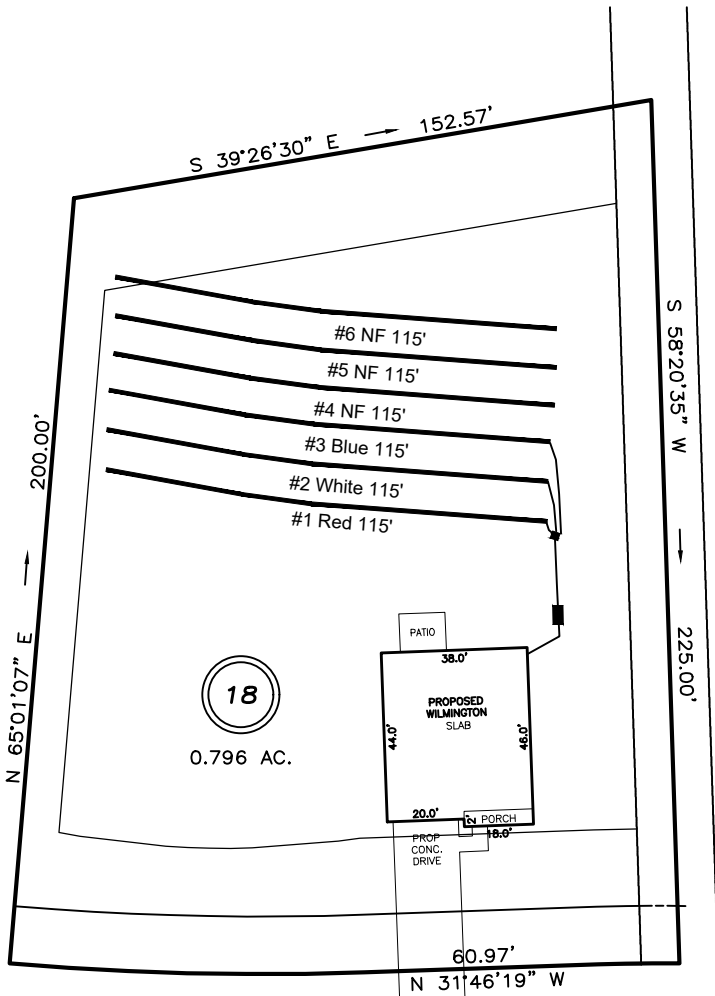 S 39°26'30" E → 152.57'
#6 NF 115'
#5 NF 115'
#4 NF 115'
#3 Blue 115'
#2 White 115'
#1 Red 115'
S 58°20'35" W → 225.00'
N 65°01'07" E → 200.00'
PATIO
38.0'
PROPOSED
WILMINGTON
SLAB
44.0'
46.0'
18
0.796 AC.
20.0'
2'
PORCH
18.0'
PROP
CONC.
DRIVE
60.97'
N 31°46'19" W